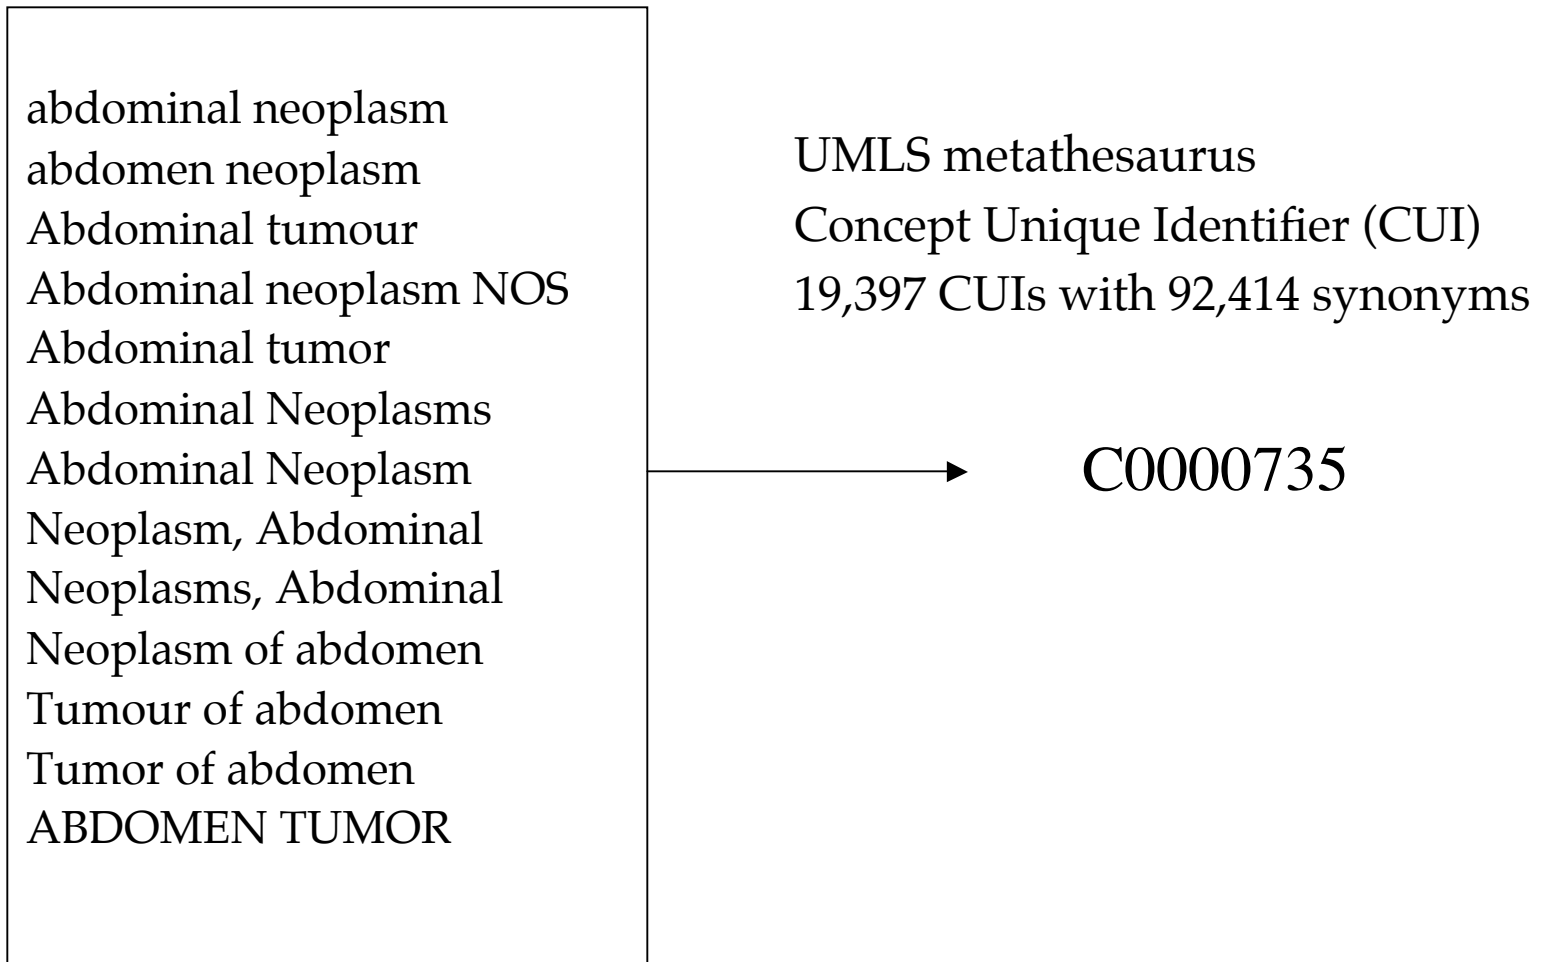 abdominal neoplasm
abdomen neoplasm
Abdominal tumour
Abdominal neoplasm NOS
Abdominal tumor
Abdominal Neoplasms
Abdominal Neoplasm
Neoplasm, Abdominal
Neoplasms, Abdominal
Neoplasm of abdomen
Tumour of abdomen
Tumor of abdomen
ABDOMEN TUMOR
UMLS metathesaurus
Concept Unique Identifier (CUI)
19,397 CUIs with 92,414 synonyms
C0000735